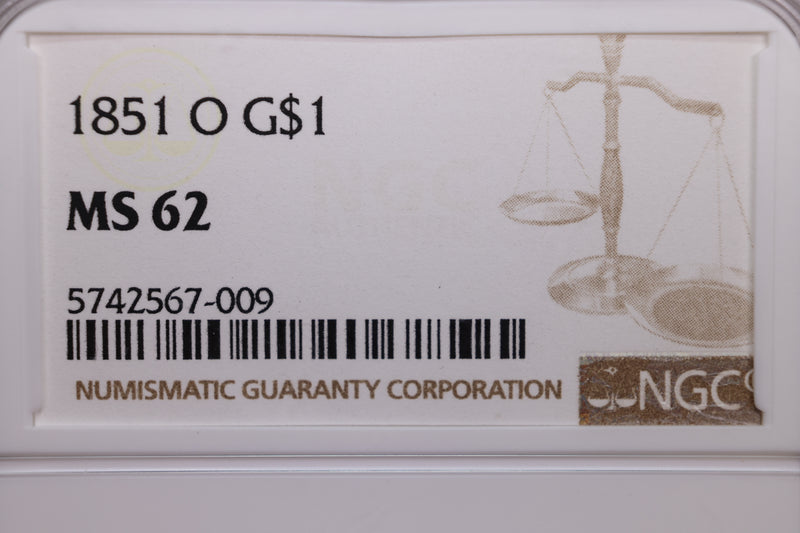 1851 O G$1
MS 62
5742567-009
NUMISMATIC GUARANTY CORPORATION
NGC®